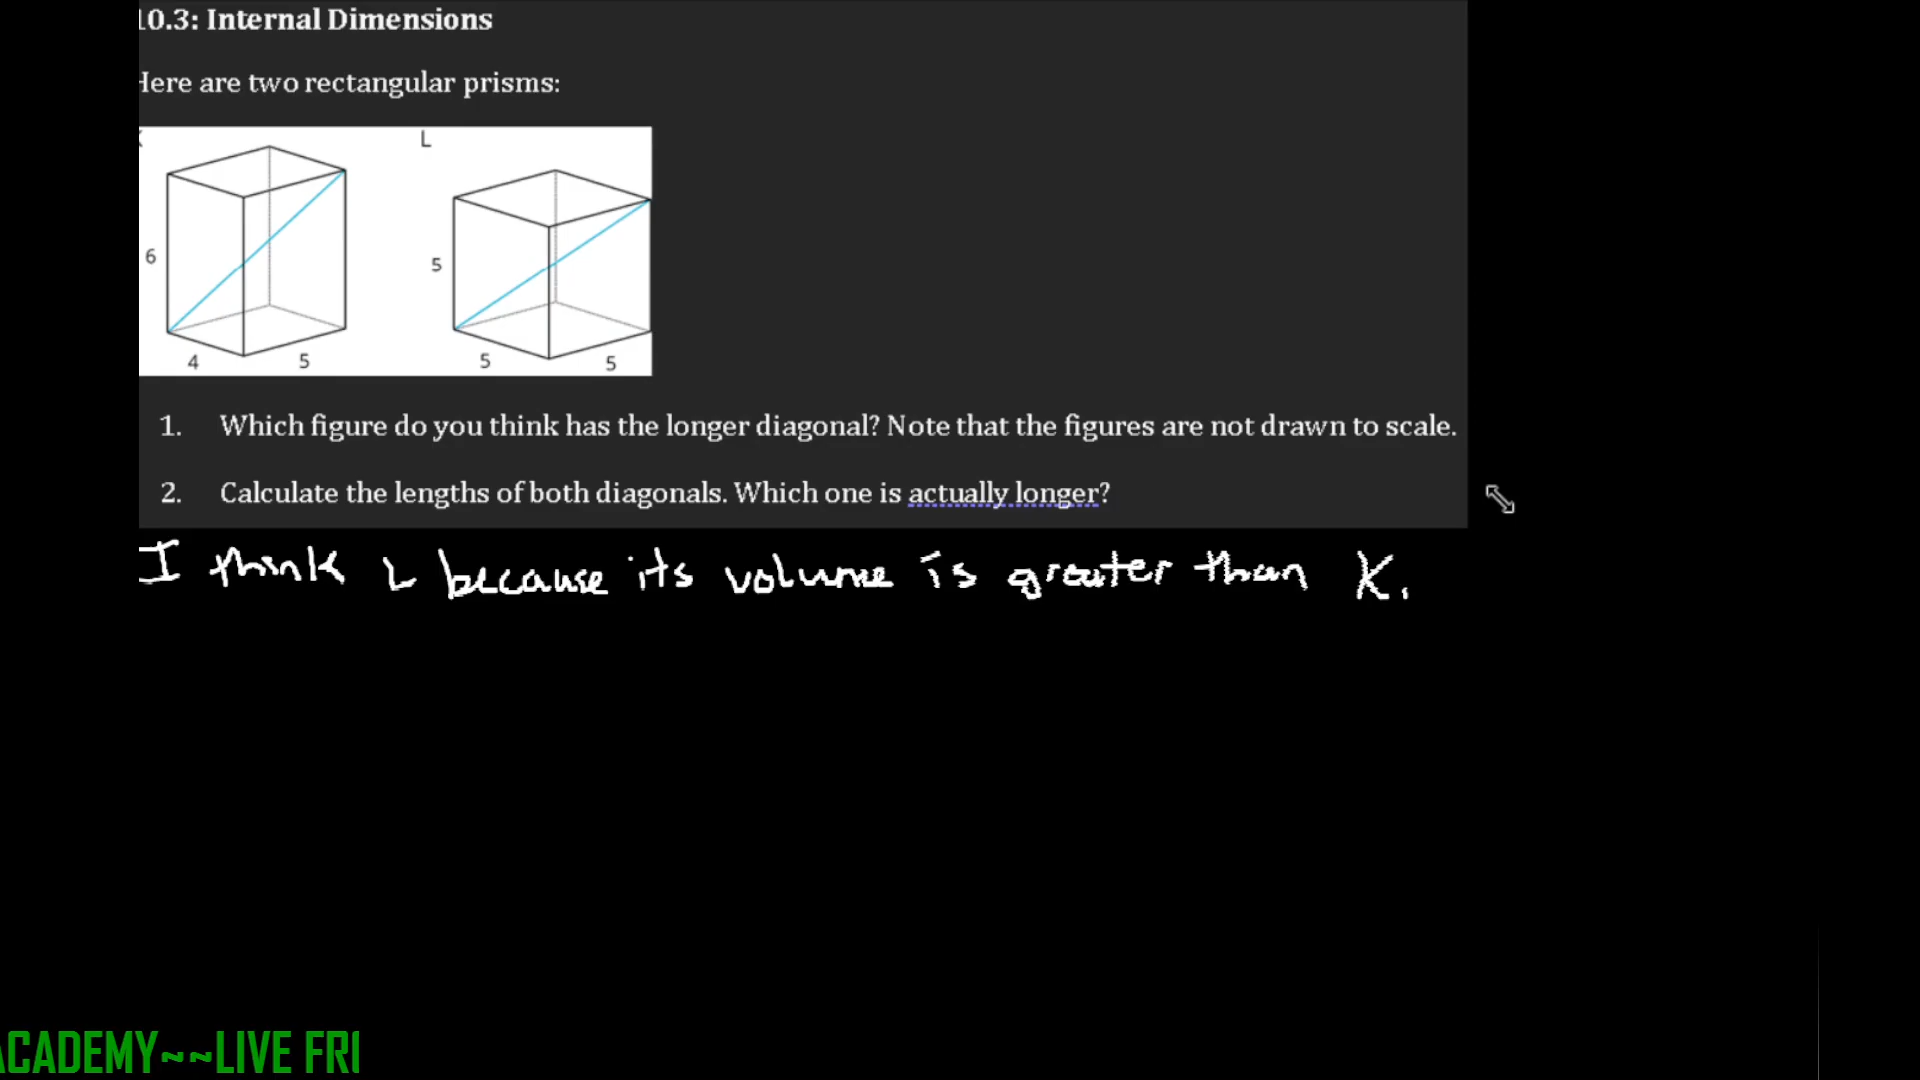 10.3: Internal Dimensions
Here are two rectangular prisms:
K
L
6
5
4
5
5
5
1. Which figure do you think has the longer diagonal? Note that the figures are not drawn to scale.
2. Calculate the lengths of both diagonals. Which one is actually longer?
I think L because its volume is greater than K.
ACADEMY~~LIVE FRI